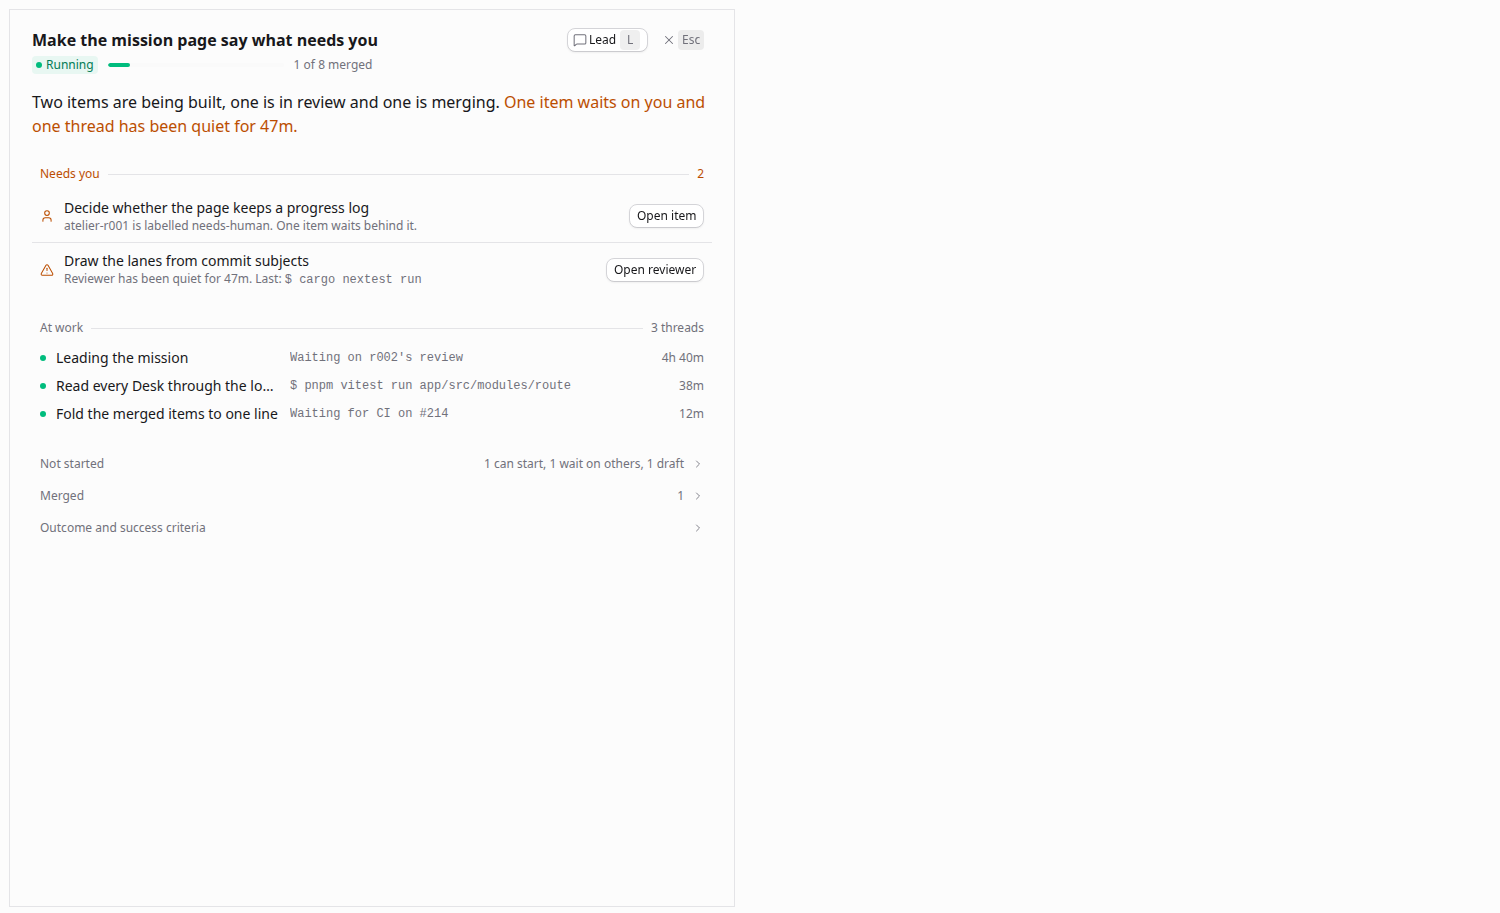 Make the mission page say what needs you
Lead L
Esc
Running
1 of 8 merged
Two items are being built, one is in review and one is merging. One item waits on you and
one thread has been quiet for 47m.
Needs you
2
Decide whether the page keeps a progress log
atelier-r001 is labelled needs-human. One item waits behind it.
Open item
Draw the lanes from commit subjects
Reviewer has been quiet for 47m. Last: $ cargo nextest run
Open reviewer
At work
3 threads
Leading the mission
Waiting on r002's review
4h 40m
Read every Desk through the lo...
$ pnpm vitest run app/src/modules/route
38m
Fold the merged items to one line
Waiting for CI on #214
12m
Not started
1 can start, 1 wait on others, 1 draft
Merged
1
Outcome and success criteria